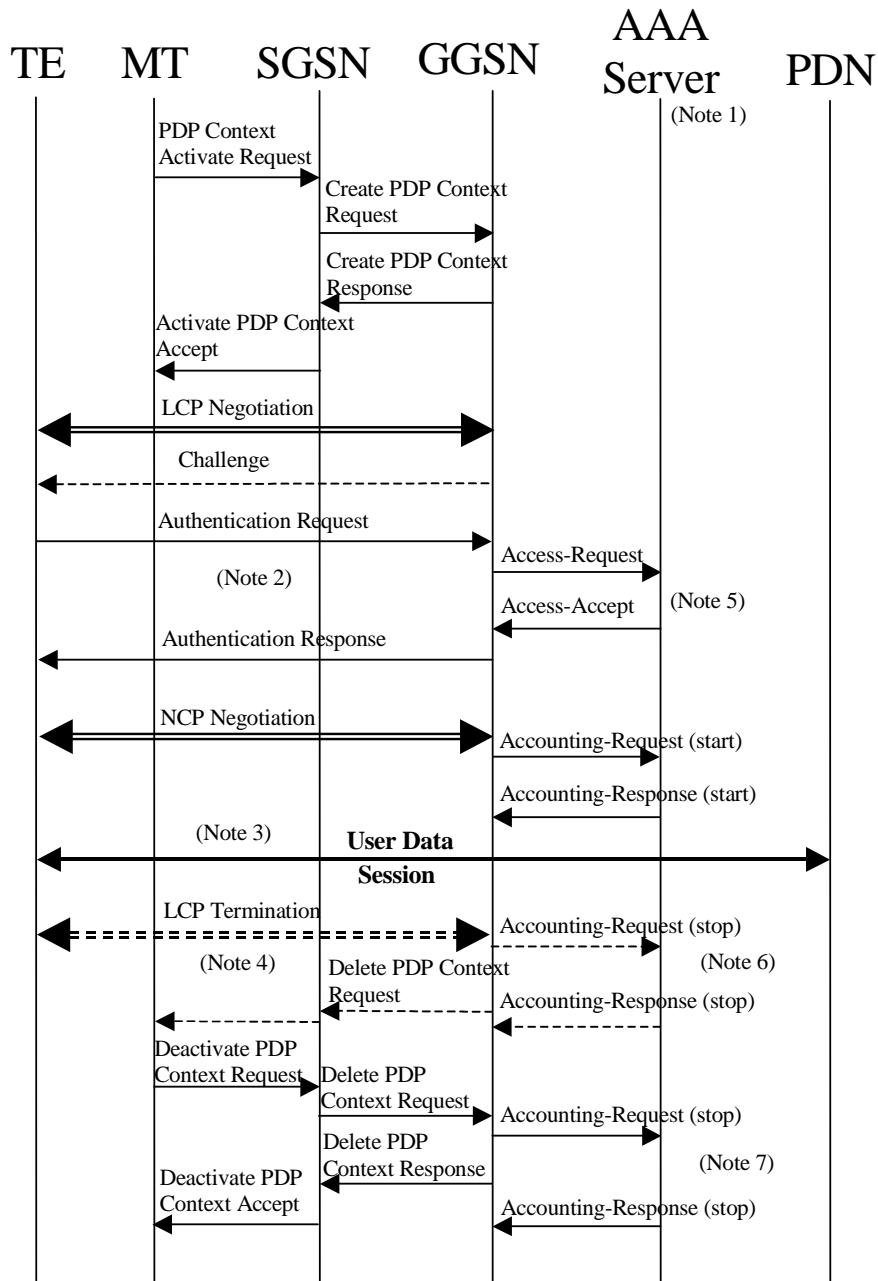 TE
MT
SGSN
GGSN
AAA
Server
PDN
(Note 1)
PDP Context
Activate Request
Create PDP Context
Request
Create PDP Context
Response
Activate PDP Context
Accept
LCP Negotiation
Challenge
Authentication Request
Access-Request
(Note 2)
Access-Accept
(Note 5)
Authentication Response
NCP Negotiation
Accounting-Request (start)
Accounting-Response (start)
(Note 3)
User Data
Session
LCP Termination
Accounting-Request (stop)
(Note 4)
Delete PDP Context
Request
(Note 6)
Accounting-Response (stop)
Deactivate PDP
Context Request
Delete PDP
Context Request
Accounting-Request (stop)
Delete PDP
Context Response
(Note 7)
Deactivate PDP
Context Accept
Accounting-Response (stop)